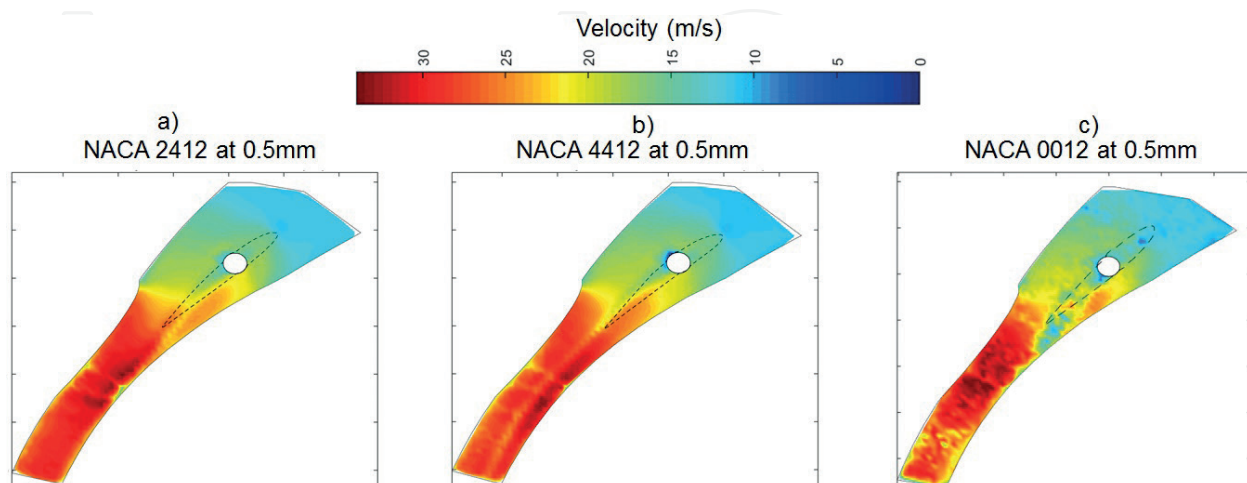 Velocity (m/s)
30 25 20 15 10 5 0
a)
NACA 2412 at 0.5mm
b)
NACA 4412 at 0.5mm
c)
NACA 0012 at 0.5mm